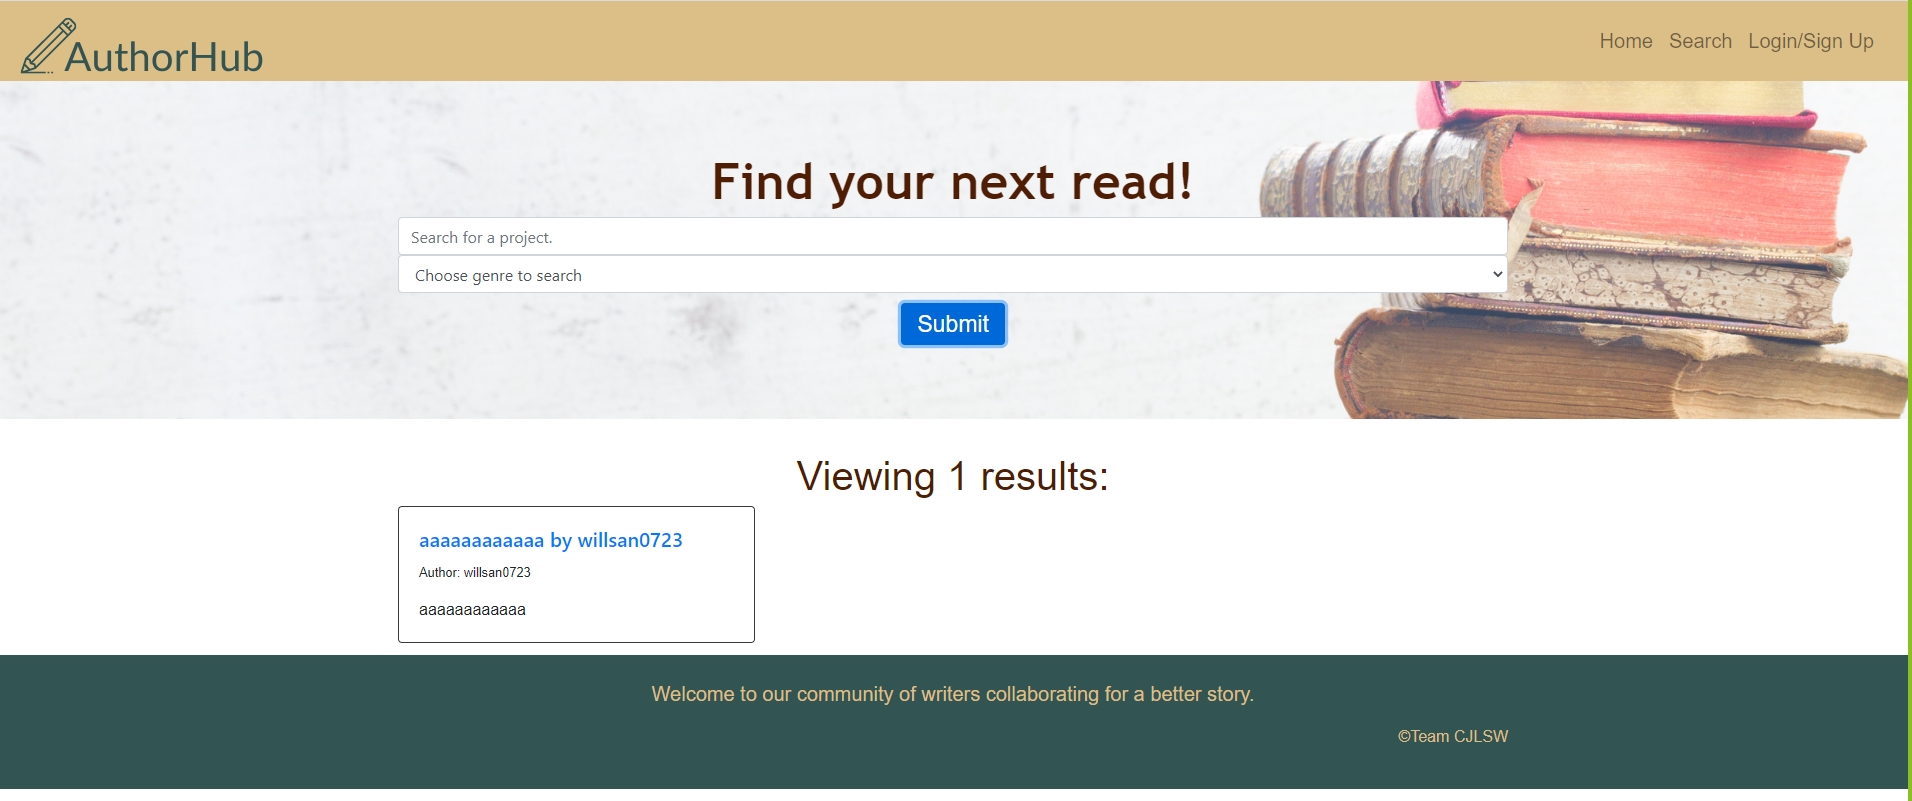 AuthorHub
Home Search Login/Sign Up
Find your next read!
Search for a project.
Choose genre to search
Submit
Viewing 1 results:
aaaaaaaaaaaa by willsan0723
Author: willsan0723
aaaaaaaaaaaa
Welcome to our community of writers collaborating for a better story.
©Team CJLSW